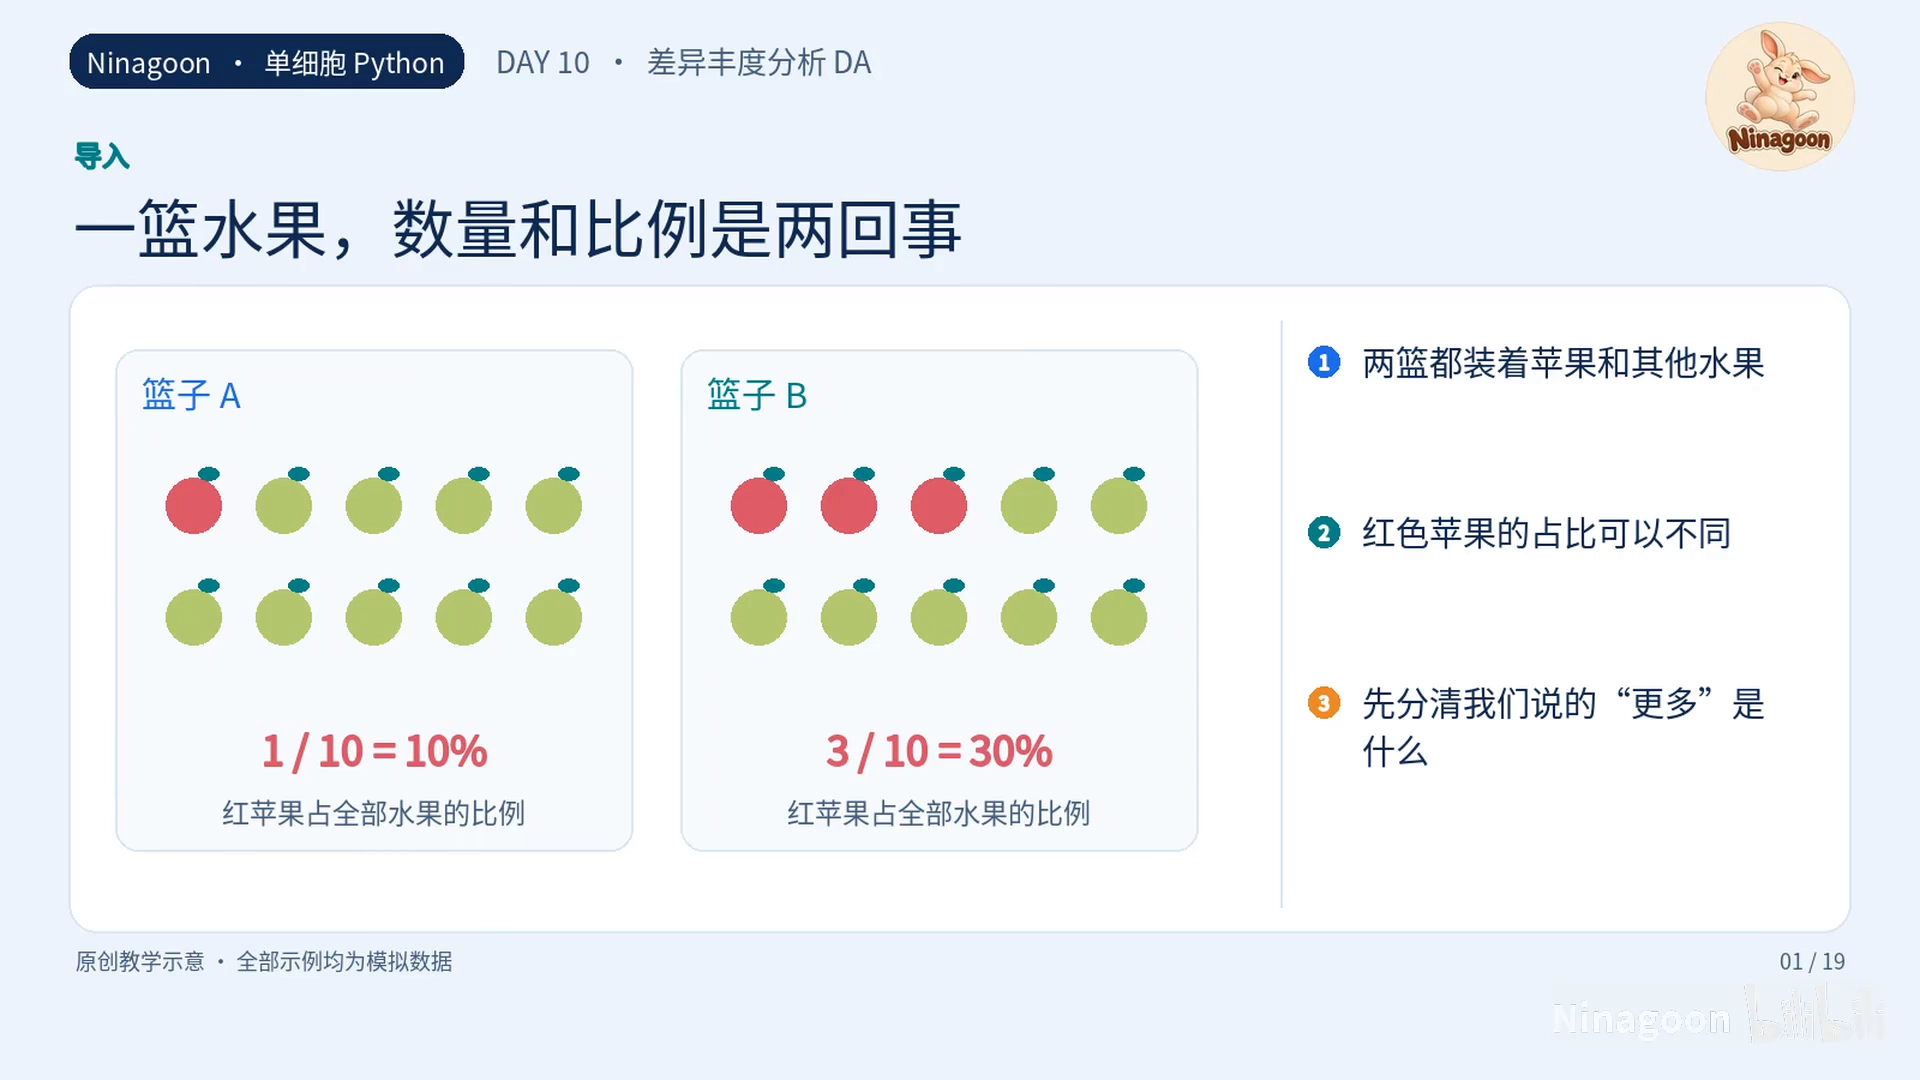 Ninagoon · 单细胞 Python
DAY 10 · 差异丰度分析 DA
Ninagoon
导入
一篮水果，数量和比例是两回事
篮子 A
1 / 10 = 10%
红苹果占全部水果的比例
篮子 B
3 / 10 = 30%
红苹果占全部水果的比例
1 两篮都装着苹果和其他水果
2 红色苹果的占比可以不同
3 先分清我们说的“更多”是
什么
原创教学示意 · 全部示例均为模拟数据
01 / 19
Ninagoon bilibili